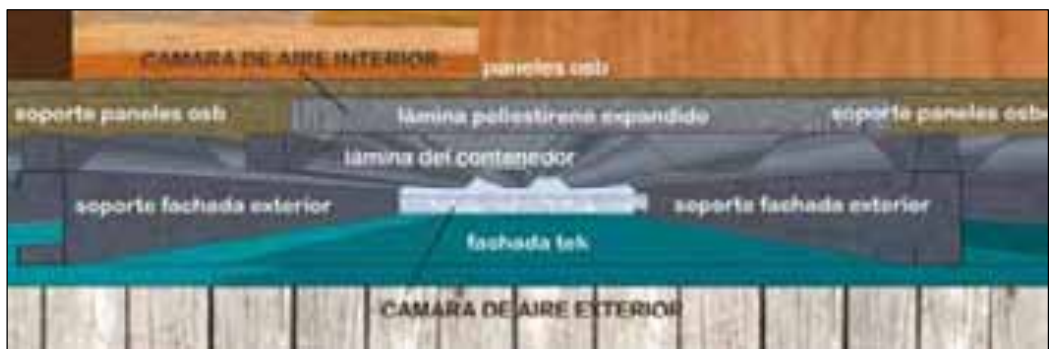 CAMARA DE AIRE INTERIOR
paneles osb
soporte paneles osb
lámina poliestireno expandido
soporte paneles osb
lámina del contenedor
soporte fachada exterior
soporte fachada exterior
fachada tek
CAMARA DE AIRE EXTERIOR